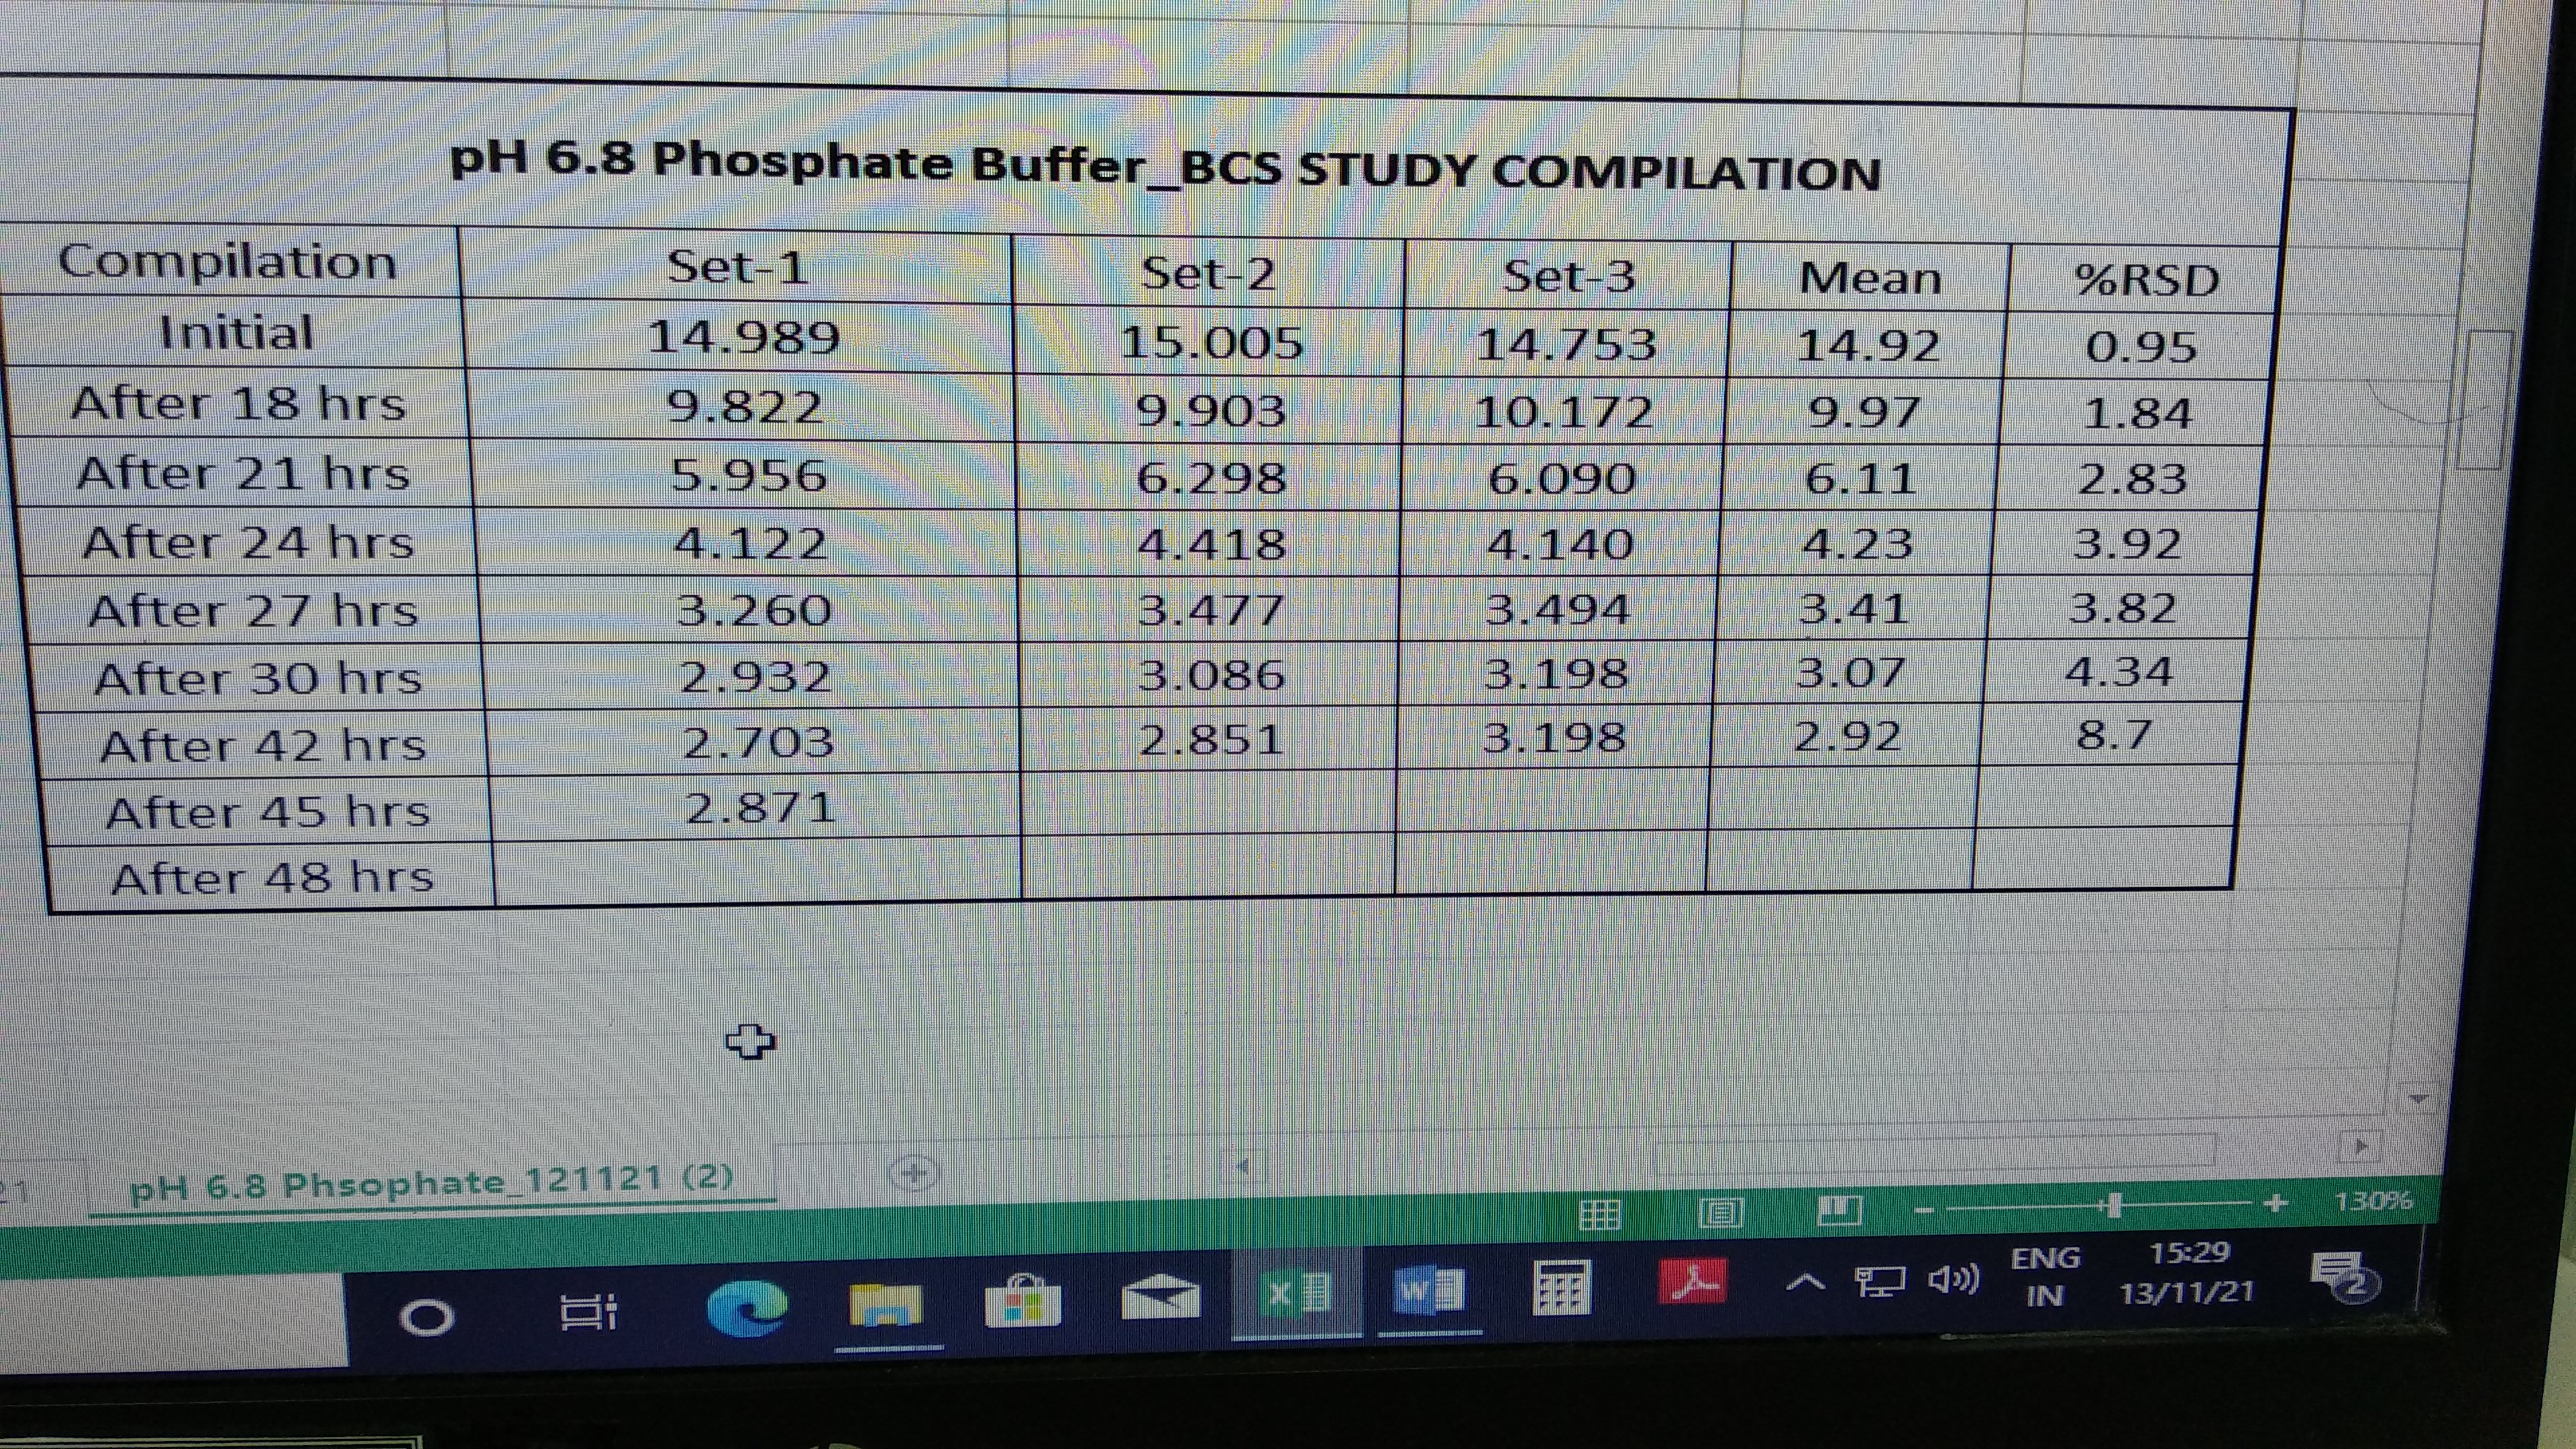 pH 6.8 Phosphate Buffer_BCS STUDY COMPILATION
Compilation Set-1 Set-2 Set-3 Mean %RSD
Initial 14.989 15.005 14.753 14.92 0.95
After 18 hrs 9.822 9.903 10.172 9.97 1.84
After 21 hrs 5.956 6.298 6.090 6.11 2.83
After 24 hrs 4.122 4.418 4.140 4.23 3.92
After 27 hrs 3.260 3.477 3.494 3.41 3.82
After 30 hrs 2.932 3.086 3.198 3.07 4.34
After 42 hrs 2.703 2.851 3.198 2.92 8.7
After 45 hrs 2.871
After 48 hrs
21 pH 6.8 Phsophate_121121 (2)
130%
ENG 15:29
IN 13/11/21 2